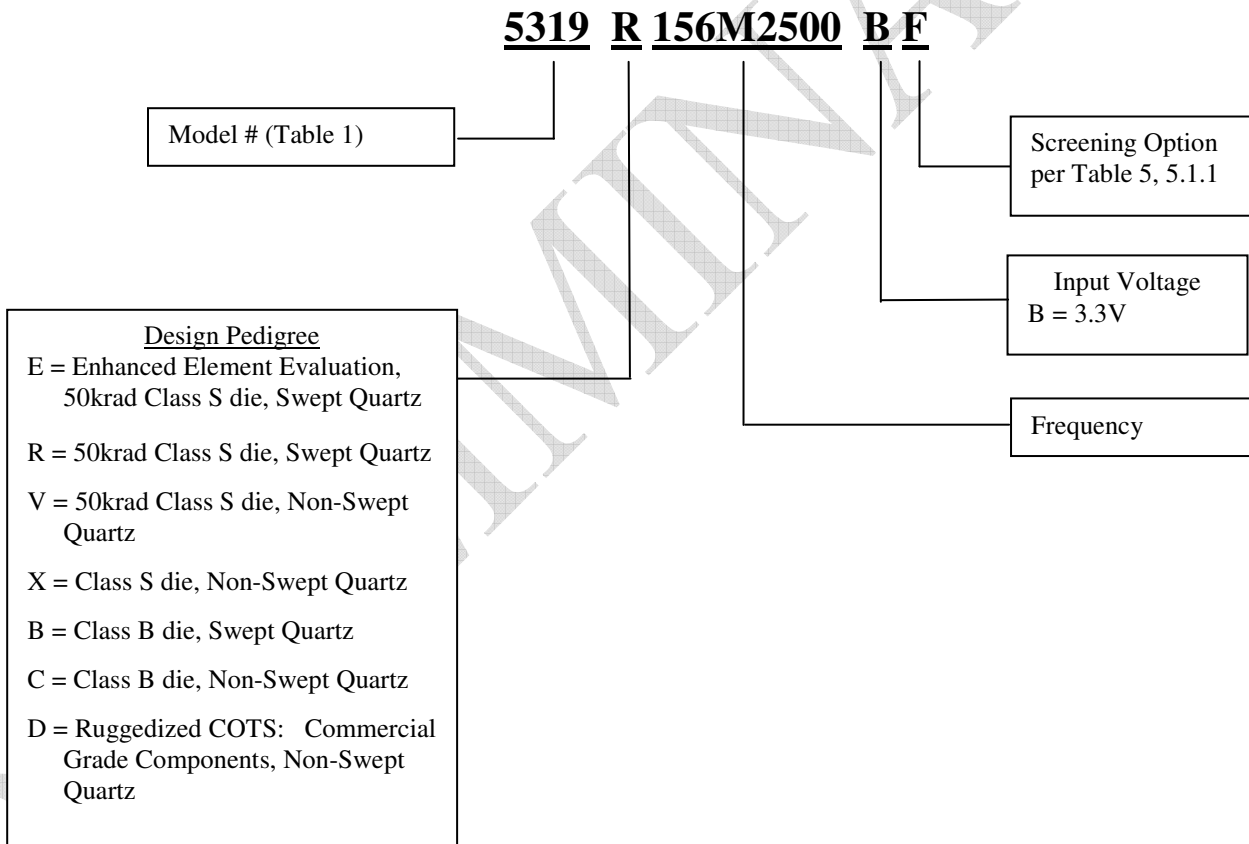 5319 R 156M2500 B F
Model # (Table 1)
Screening Option
per Table 5, 5.1.1
Input Voltage
B = 3.3V
Frequency
Design Pedigree
E = Enhanced Element Evaluation,
50krad Class S die, Swept Quartz
R = 50krad Class S die, Swept Quartz
V = 50krad Class S die, Non-Swept
Quartz
X = Class S die, Non-Swept Quartz
B = Class B die, Swept Quartz
C = Class B die, Non-Swept Quartz
D = Ruggedized COTS: Commercial
Grade Components, Non-Swept
Quartz